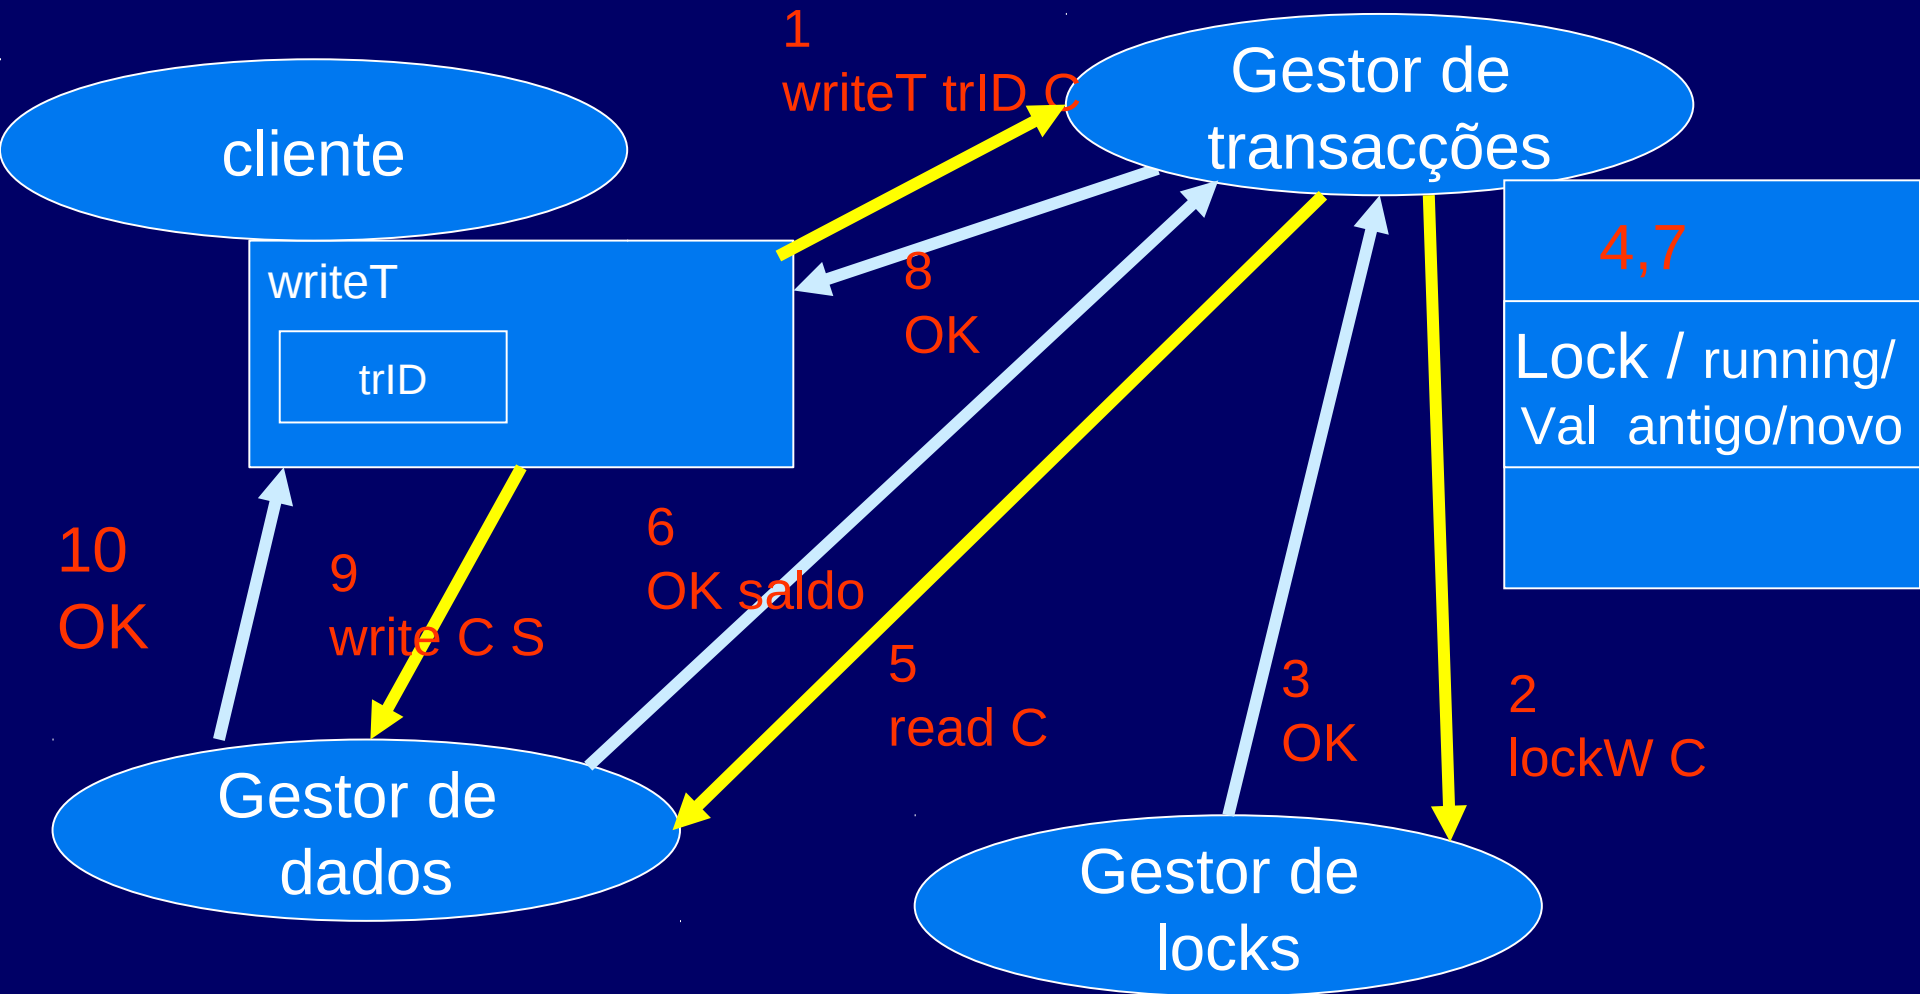 1
writeT trID C
Gestor de
transacções
cliente
writeT
trID
8
OK
4,7
Lock / running/
Val antigo/novo
10
OK
9
write C S
6
OK saldo
5
read C
3
OK
2
lockW C
Gestor de
dados
Gestor de
locks